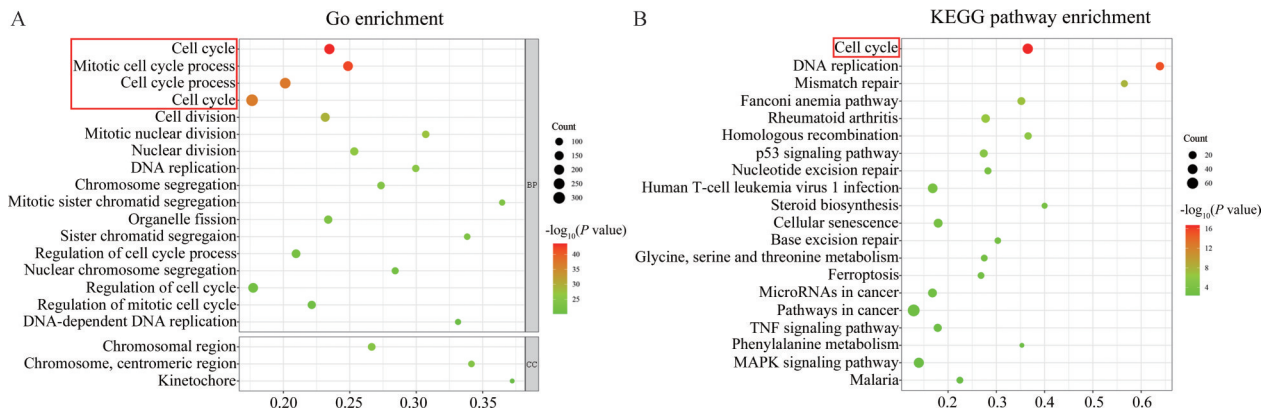 A
Go enrichment
Cell cycle
Mitotic cell cycle process
Cell cycle process
Cell cycle
Cell division
Mitotic nuclear division
Nuclear division
DNA replication
Chromosome segregation
Mitotic sister chromatid segregation
Organelle fission
Sister chromatid segregaion
Regulation of cell cycle process
Nuclear chromosome segregation
Regulation of cell cycle
Regulation of mitotic cell cycle
DNA-dependent DNA replication
BP
Chromosomal region
Chromosome, centromeric region
Kinetochore
CC
0.20 0.25 0.30 0.35
Count
100
150
200
250
300
-log10(P value)
40
35
30
25
B
KEGG pathway enrichment
Cell cycle
DNA replication
Mismatch repair
Fanconi anemia pathway
Rheumatoid arthritis
Homologous recombination
p53 signaling pathway
Nucleotide excision repair
Human T-cell leukemia virus 1 infection
Steroid biosynthesis
Cellular senescence
Base excision repair
Glycine, serine and threonine metabolism
Ferroptosis
MicroRNAs in cancer
Pathways in cancer
TNF signaling pathway
Phenylalanine metabolism
MAPK signaling pathway
Malaria
0.2 0.3 0.4 0.5 0.6
Count
20
40
60
-log10(P value)
16
12
8
4